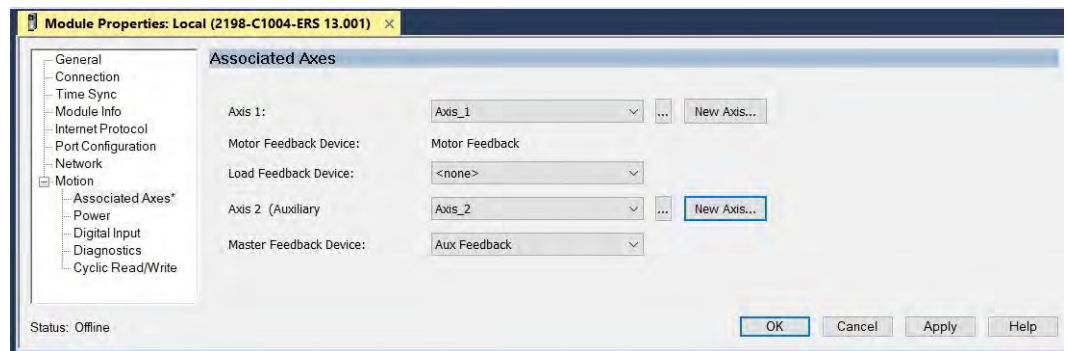 Module Properties: Local (2198-C1004-ERS 13.001) ×
General
Connection
Time Sync
Module Info
Internet Protocol
Port Configuration
Network
Motion
Associated Axes*
Power
Digital Input
Diagnostics
Cyclic Read/Write
Associated Axes
Axis 1: Axis_1 ... New Axis...
Motor Feedback Device: Motor Feedback
Load Feedback Device: <none>
Axis 2 (Auxiliary Axis_2 ... New Axis...
Master Feedback Device: Aux Feedback
Status: Offline
OK Cancel Apply Help